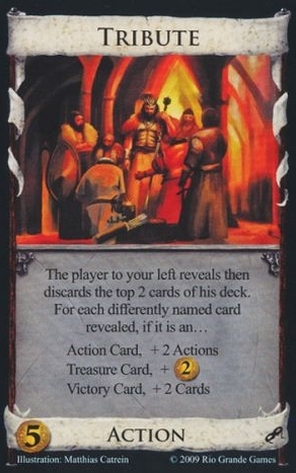 TRIBUTE
The player to your left reveals then
discards the top 2 cards of his deck.
For each differently named card
revealed, if it is an…
Action Card, +2 Actions
Treasure Card, + 2
Victory Card, +2 Cards
5 ACTION
Illustration: Matthias Catrein © 2009 Rio Grande Games